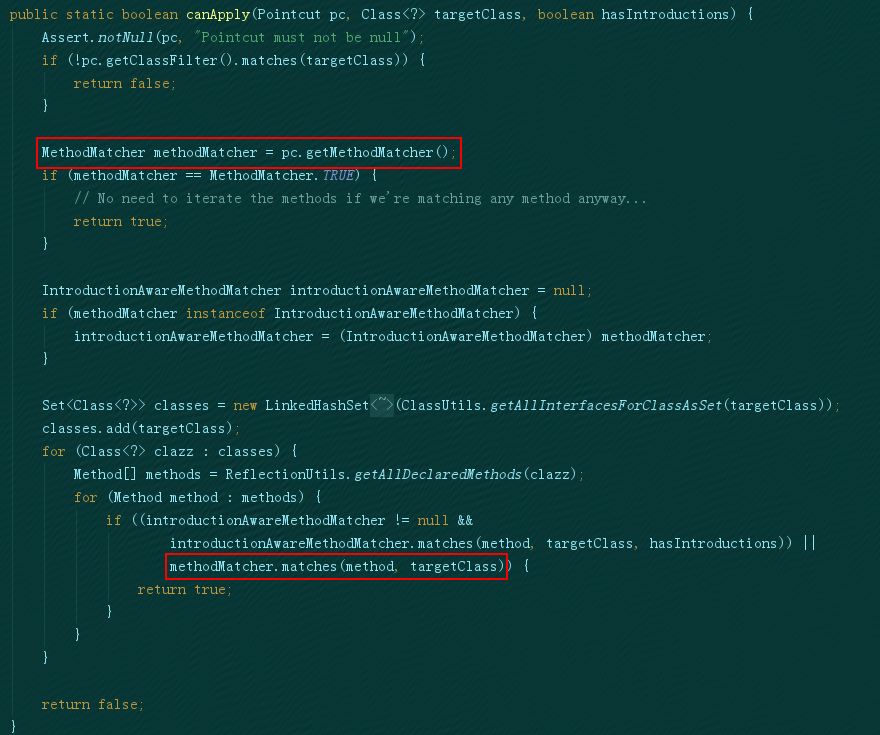 public static boolean canApply(Pointcut pc, Class<?> targetClass, boolean hasIntroductions) {
    Assert.notNull(pc, "Pointcut must not be null");
    if (!pc.getClassFilter().matches(targetClass)) {
        return false;
    }

    MethodMatcher methodMatcher = pc.getMethodMatcher();
    if (methodMatcher == MethodMatcher.TRUE) {
        // No need to iterate the methods if we're matching any method anyway...
        return true;
    }

    IntroductionAwareMethodMatcher introductionAwareMethodMatcher = null;
    if (methodMatcher instanceof IntroductionAwareMethodMatcher) {
        introductionAwareMethodMatcher = (IntroductionAwareMethodMatcher) methodMatcher;
    }

    Set<Class<?>> classes = new LinkedHashSet<~>(ClassUtils.getAllInterfacesForClassAsSet(targetClass));
    classes.add(targetClass);
    for (Class<?> clazz : classes) {
        Method[] methods = ReflectionUtils.getAllDeclaredMethods(clazz);
        for (Method method : methods) {
            if ((introductionAwareMethodMatcher != null &&
                    introductionAwareMethodMatcher.matches(method, targetClass, hasIntroductions)) ||
                    methodMatcher.matches(method, targetClass)) {
                return true;
            }
        }
    }

    return false;
}